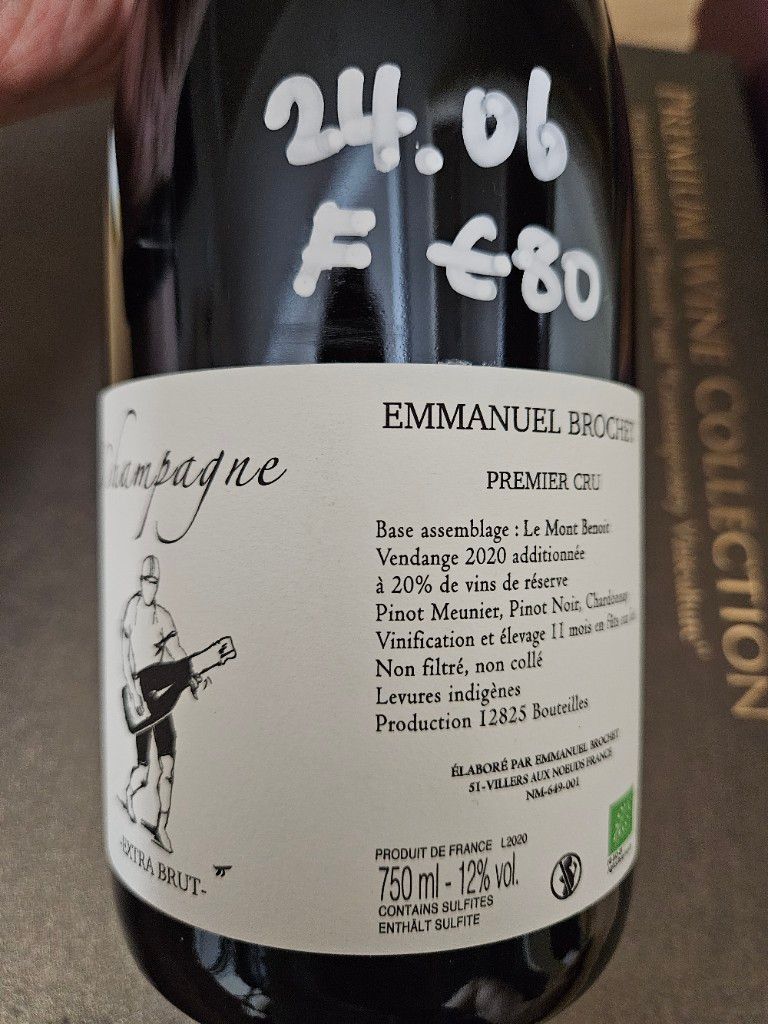 24.06
F €80
Champagne
EMMANUEL BROCHET
PREMIER CRU
Base assemblage : Le Mont Benoit
Vendange 2020 additionnée
à 20% de vins de réserve
Pinot Meunier, Pinot Noir, Chardonnay
Vinification et élevage 11 mois en fûts
Non filtré, non collé
Levures indigènes
Production 12825 Bouteilles
ÉLABORÉ PAR EMMANUEL BROCHET
51-VILLERS AUX NOEUDS FRANCE
NM-649-001
-EXTRA BRUT-
PRODUIT DE FRANCE L2020
750 ml - 12% vol.
CONTAINS SULFITES
ENTHÄLT SULFITE
PREMIUM WINE COLLECTION